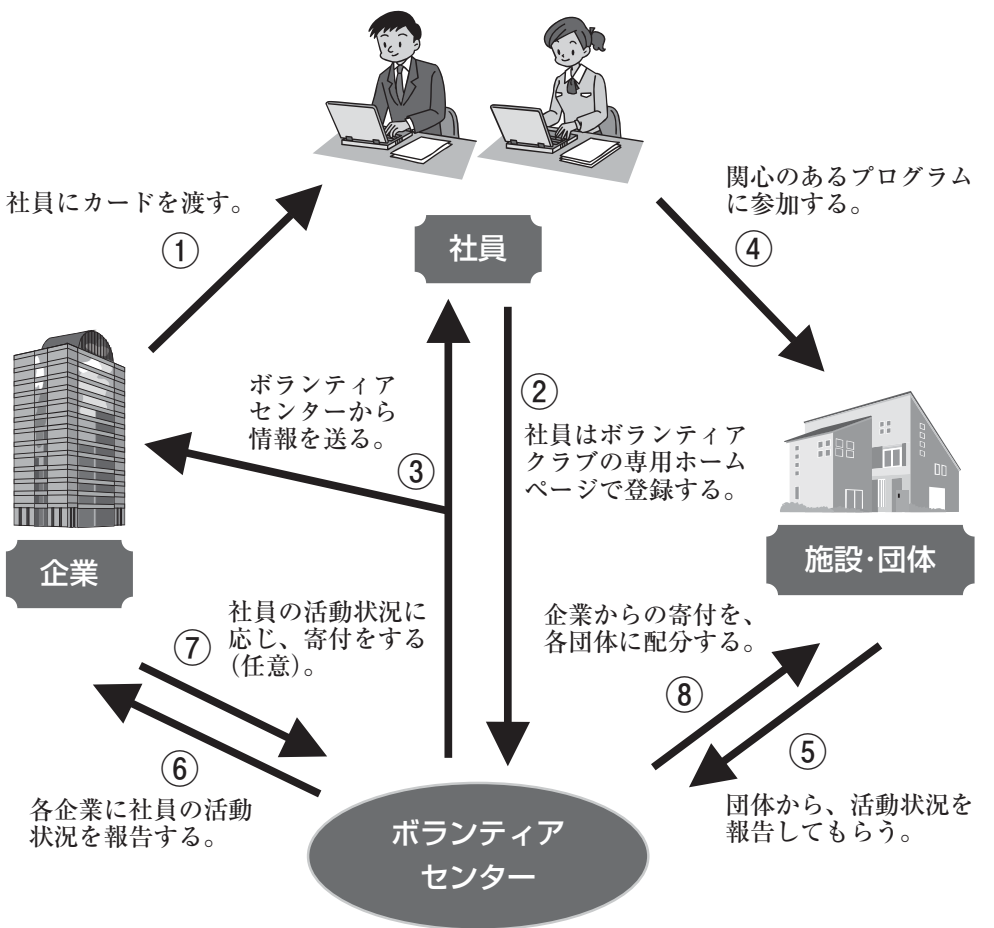 社員にカードを渡す。
①
社員
関心のあるプログラム
に参加する。
④
ボランティア
センターから
情報を送る。
③
②
社員はボランティア
クラブの専用ホーム
ページで登録する。
企業
施設・団体
社員の活動状況に
応じ、寄付をする
(任意)。
⑦
企業からの寄付を、
各団体に配分する。
⑧
⑥
各企業に社員の活動
状況を報告する。
⑤
団体から、活動状況を
報告してもらう。
ボランティア
センター